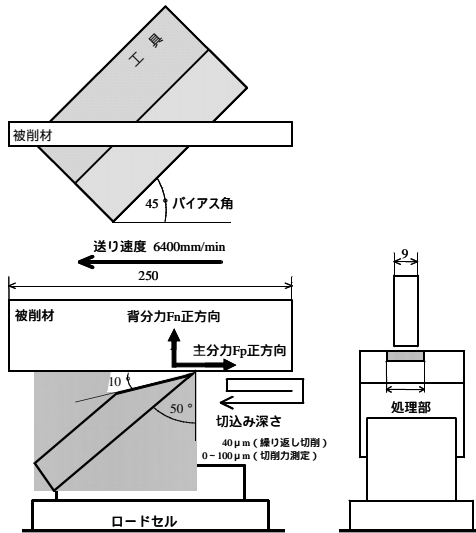 工具
被削材
45° バイアス角
送り速度 6400mm/min
250
9
被削材
背分力Fn正方向
主分力Fp正方向
10°
50°
切込み深さ
処理部
40μm（繰り返し切削）
0~100μm（切削力測定）
ロードセル